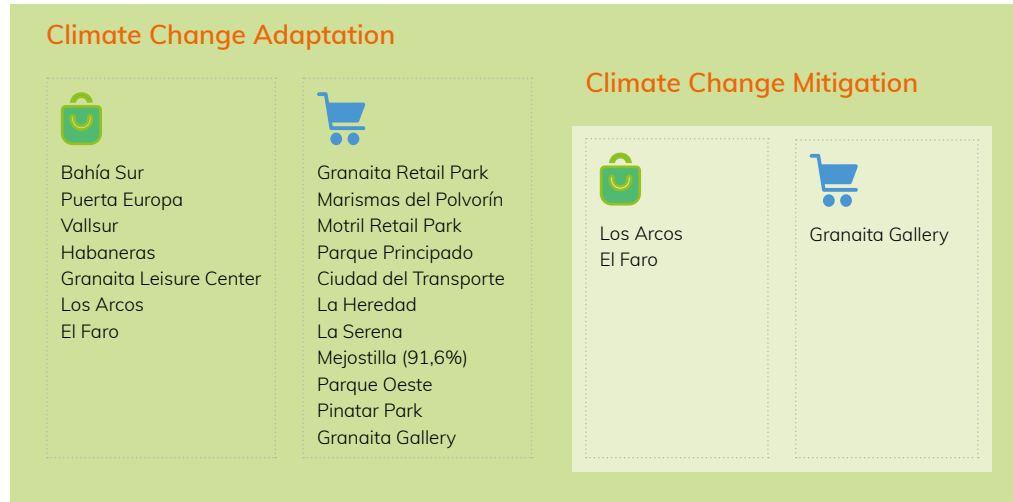 Climate Change Adaptation
Bahía Sur
Puerta Europa
Vallsur
Habaneras
Granaita Leisure Center
Los Arcos
El Faro
Granaita Retail Park
Marismas del Polvorín
Motril Retail Park
Parque Principado
Ciudad del Transporte
La Heredad
La Serena
Mejostilla (91,6%)
Parque Oeste
Pinatar Park
Granaita Gallery
Climate Change Mitigation
Los Arcos
El Faro
Granaita Gallery